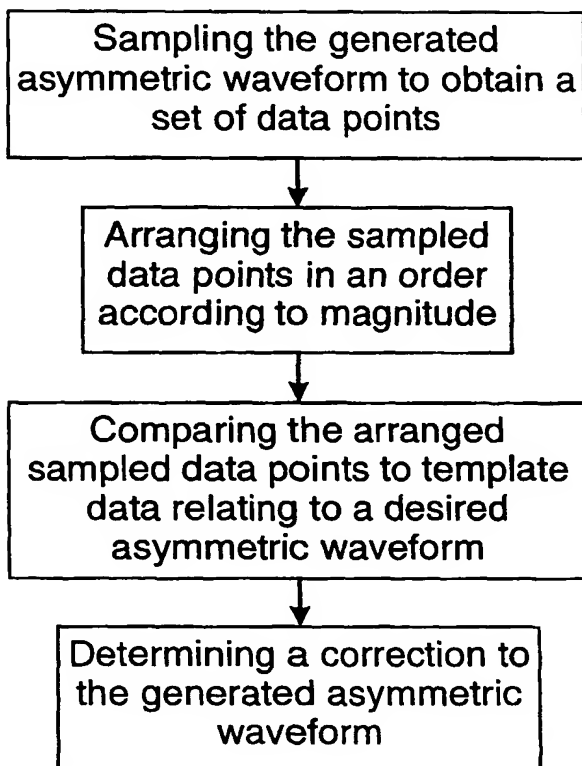 Sampling the generated
asymmetric waveform to obtain a
set of data points
Arranging the sampled
data points in an order
according to magnitude
Comparing the arranged
sampled data points to template
data relating to a desired
asymmetric waveform
Determining a correction to
the generated asymmetric
waveform